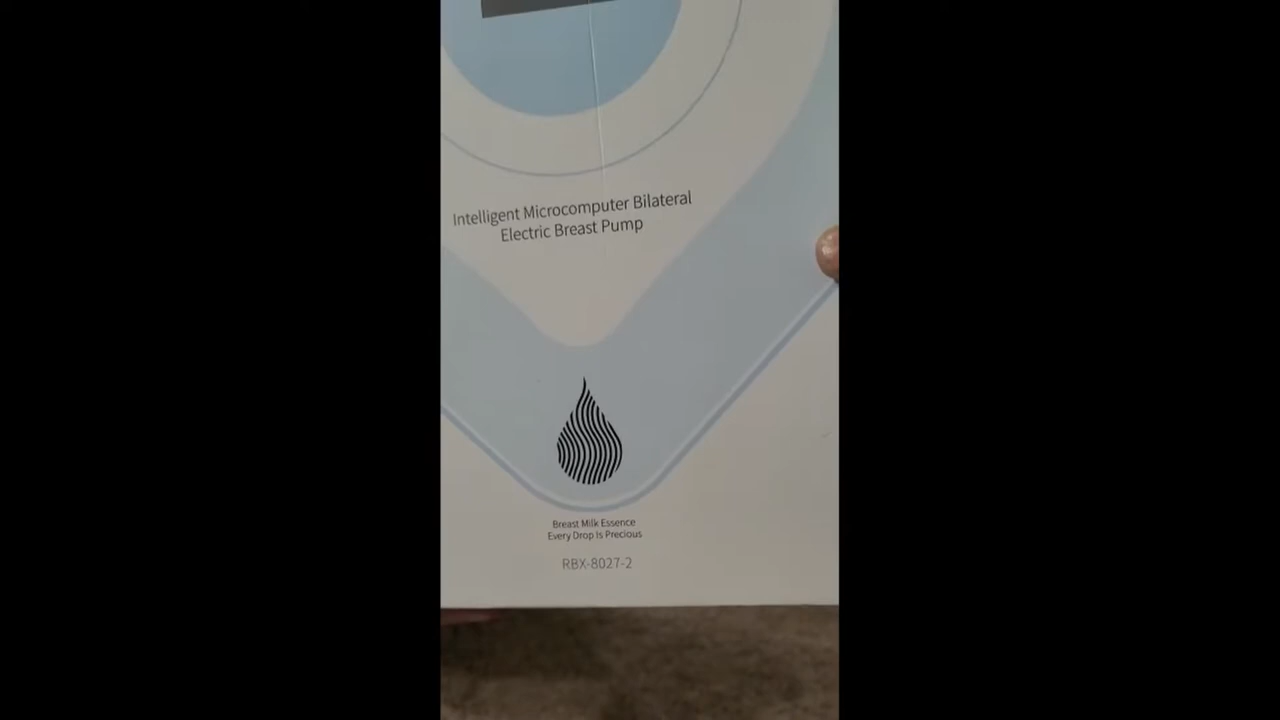 Intelligent Microcomputer Bilateral
Electric Breast Pump
Breast Milk Essence
Every Drop Is Precious
RBX-8027-2